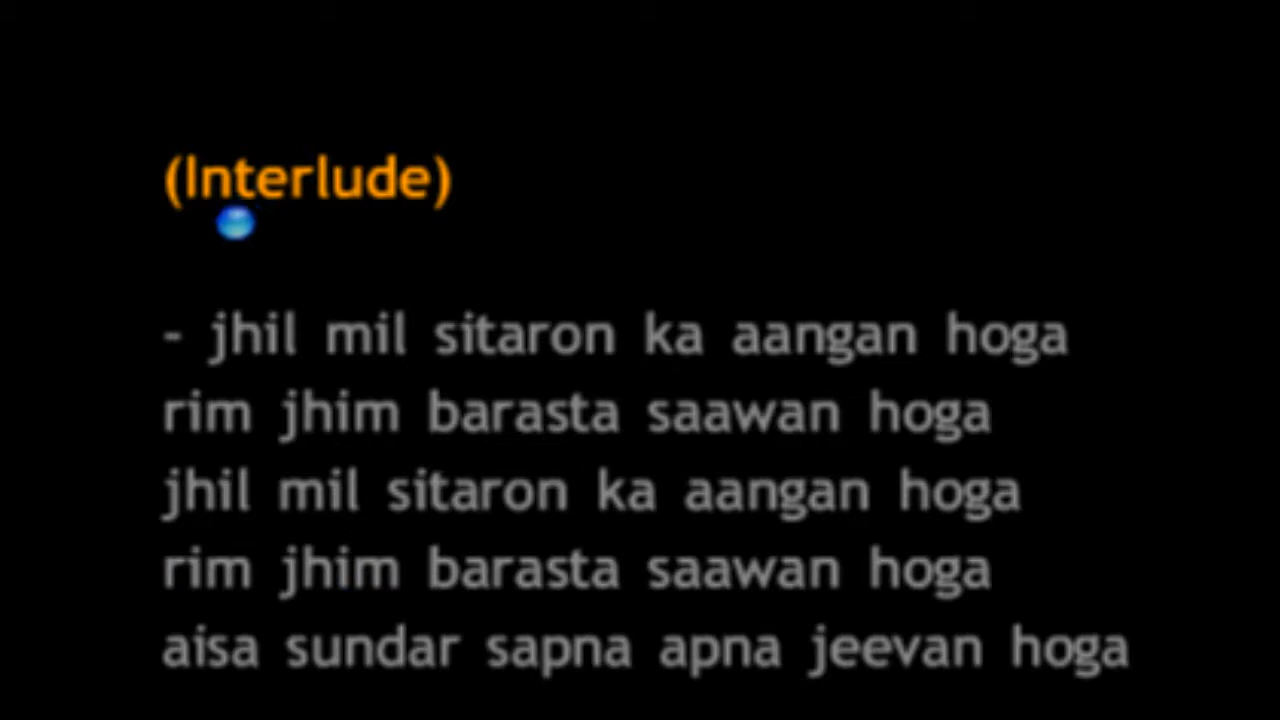 (Interlude)
- jhil mil sitaron ka aangan hoga
rim jhim barasta saawan hoga
jhil mil sitaron ka aangan hoga
rim jhim barasta saawan hoga
aisa sundar sapna apna jeevan hoga